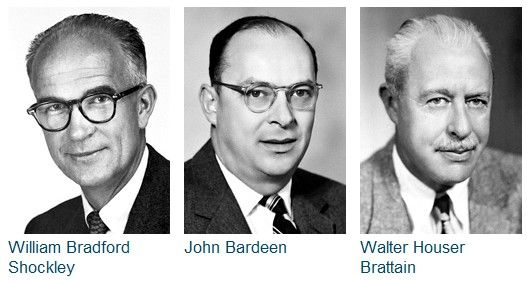 William Bradford
Shockley
John Bardeen
Walter Houser
Brattain